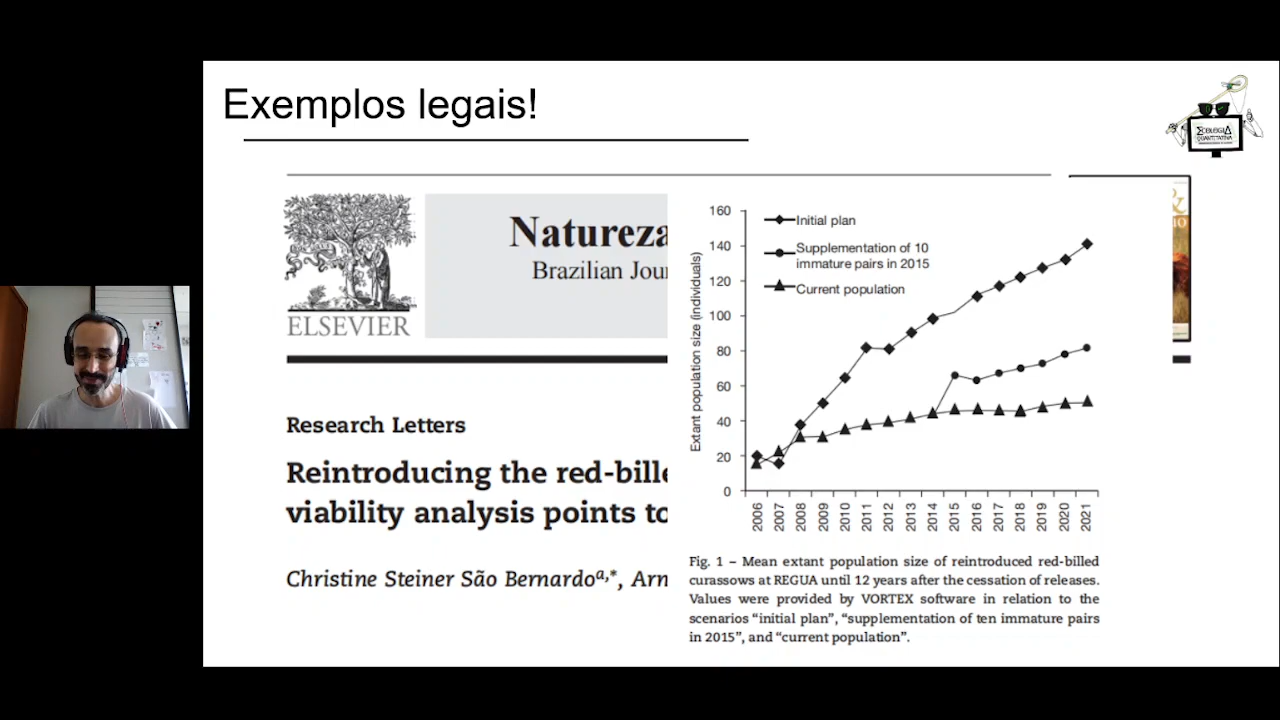 Exemplos legais!
ECOLOGIA
QUANTITATIVA
Natureza
Brazilian Jour
ELSEVIER
&
Research Letters
Reintroducing the red-bille
viability analysis points to
Christine Steiner São Bernardoa,*, Arn
Extant population size (individuals)
160
140
120
100
80
60
40
20
0
Initial plan
Supplementation of 10
immature pairs in 2015
Current population
2006 2007 2008 2009 2010 2011 2012 2013 2014 2015 2016 2017 2018 2019 2020 2021
Fig. 1 – Mean extant population size of reintroduced red-billed
curassows at REGUA until 12 years after the cessation of releases.
Values were provided by VORTEX software in relation to the
scenarios “initial plan”, “supplementation of ten immature pairs
in 2015”, and “current population”.